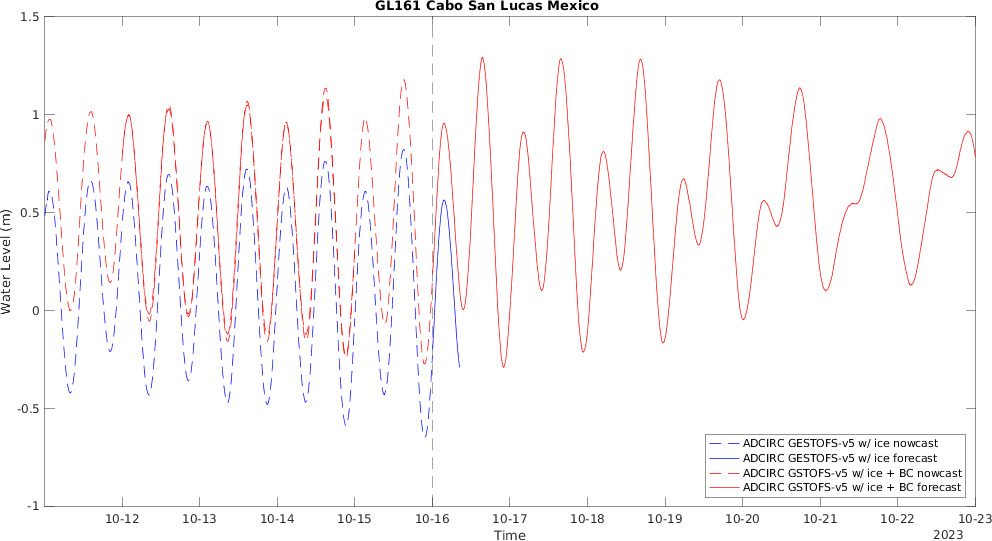 GL161 Cabo San Lucas Mexico
1.5
1
0.5
0
-0.5
-1
Water Level (m)
10-12 10-13 10-14 10-15 10-16 10-17 10-18 10-19 10-20 10-21 10-22 10-23
Time
2023
ADCIRC GESTOFS-v5 w/ ice nowcast
ADCIRC GESTOFS-v5 w/ ice forecast
ADCIRC GSTOFS-v5 w/ ice + BC nowcast
ADCIRC GSTOFS-v5 w/ ice + BC forecast